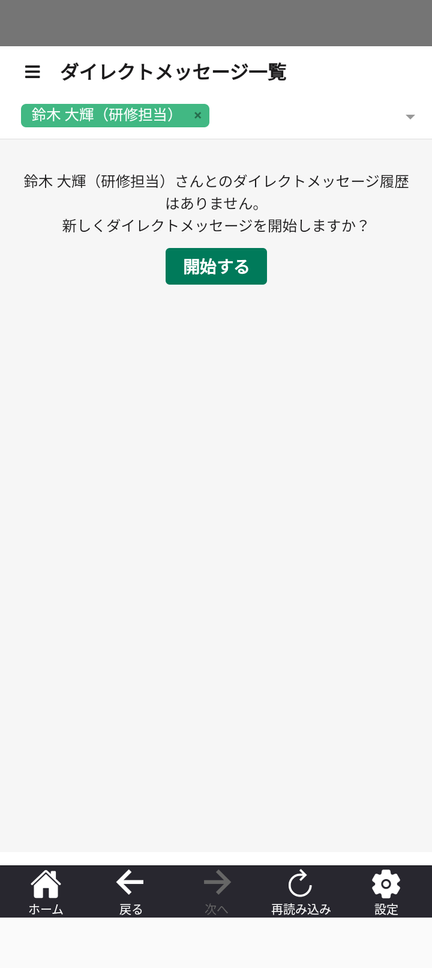 ダイレクトメッセージ一覧
鈴木 大輝（研修担当） ×
鈴木 大輝（研修担当）さんとのダイレクトメッセージ履歴
はありません。
新しくダイレクトメッセージを開始しますか？
開始する
ホーム 戻る 次へ 再読み込み 設定